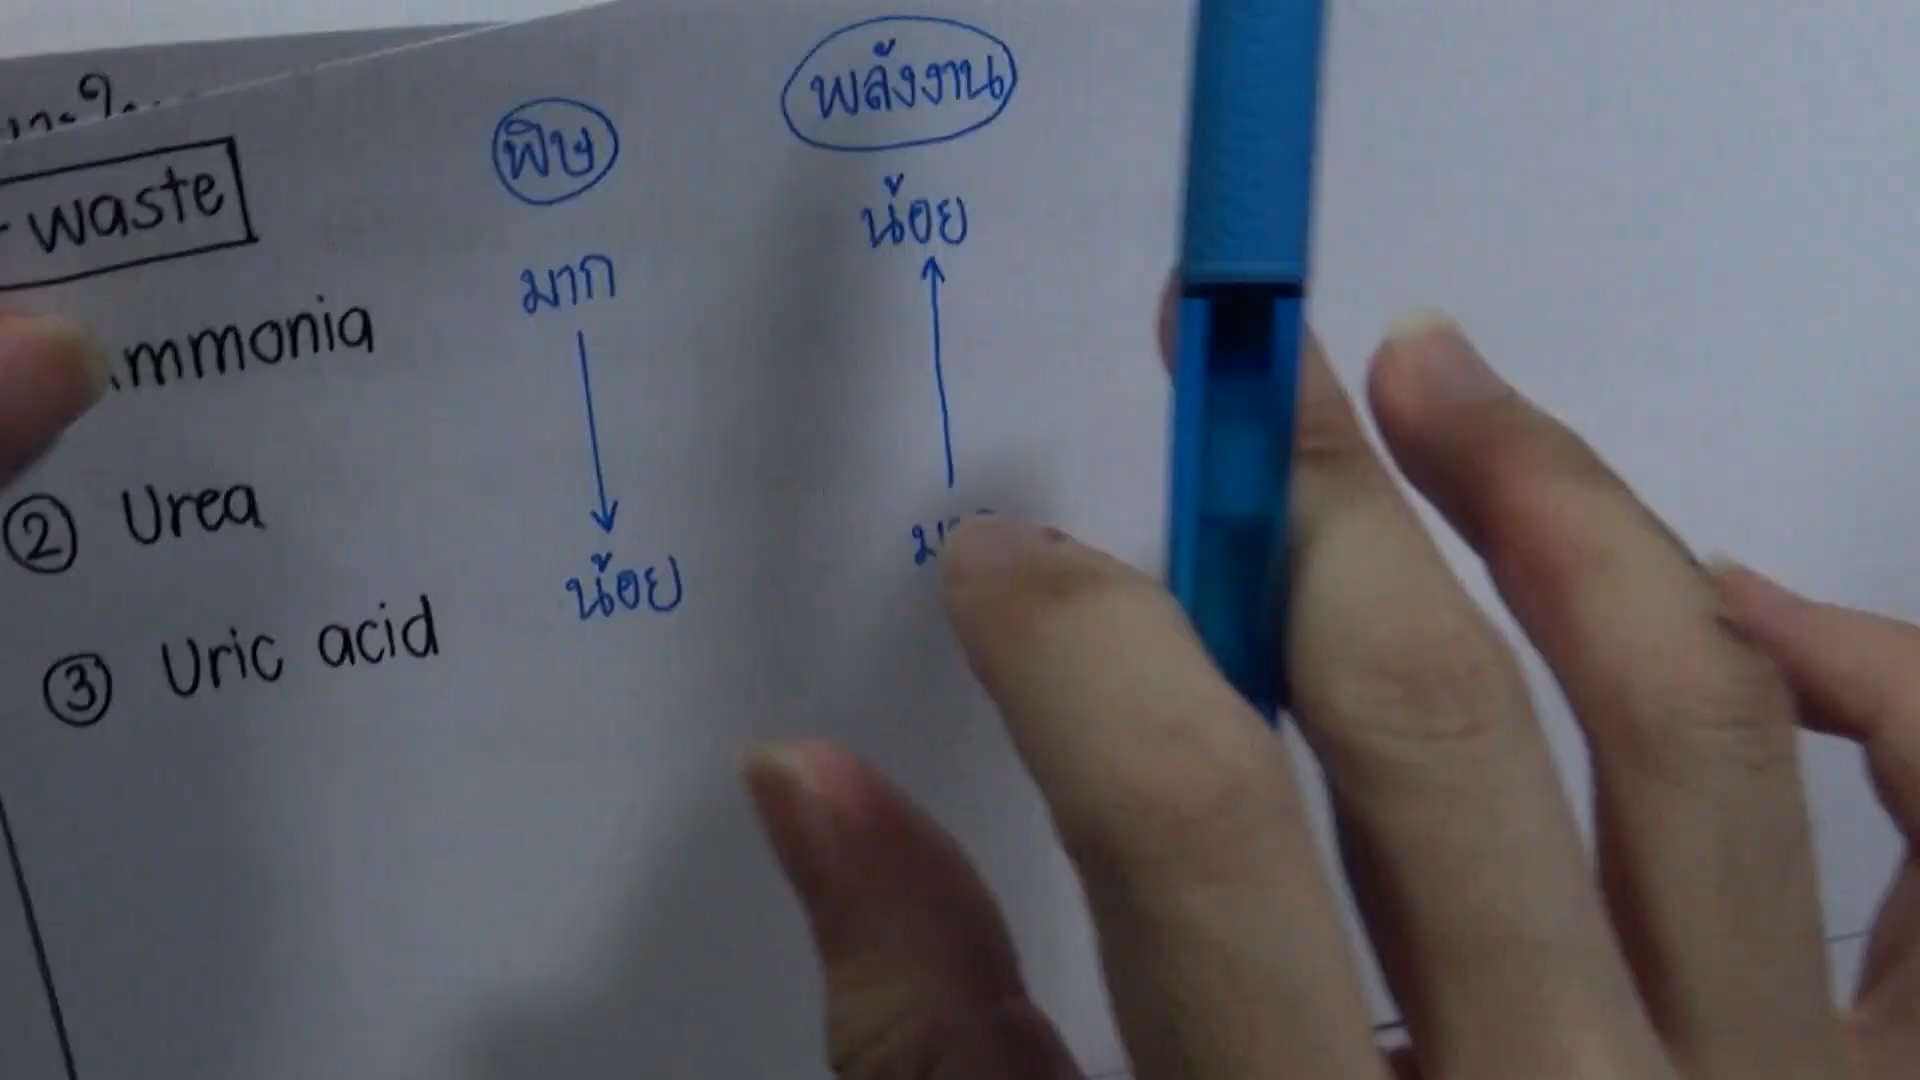 waste
พิษ
พลังงาน
มาก
น้อย
mmonia
② Urea
น้อย
③ Uric acid